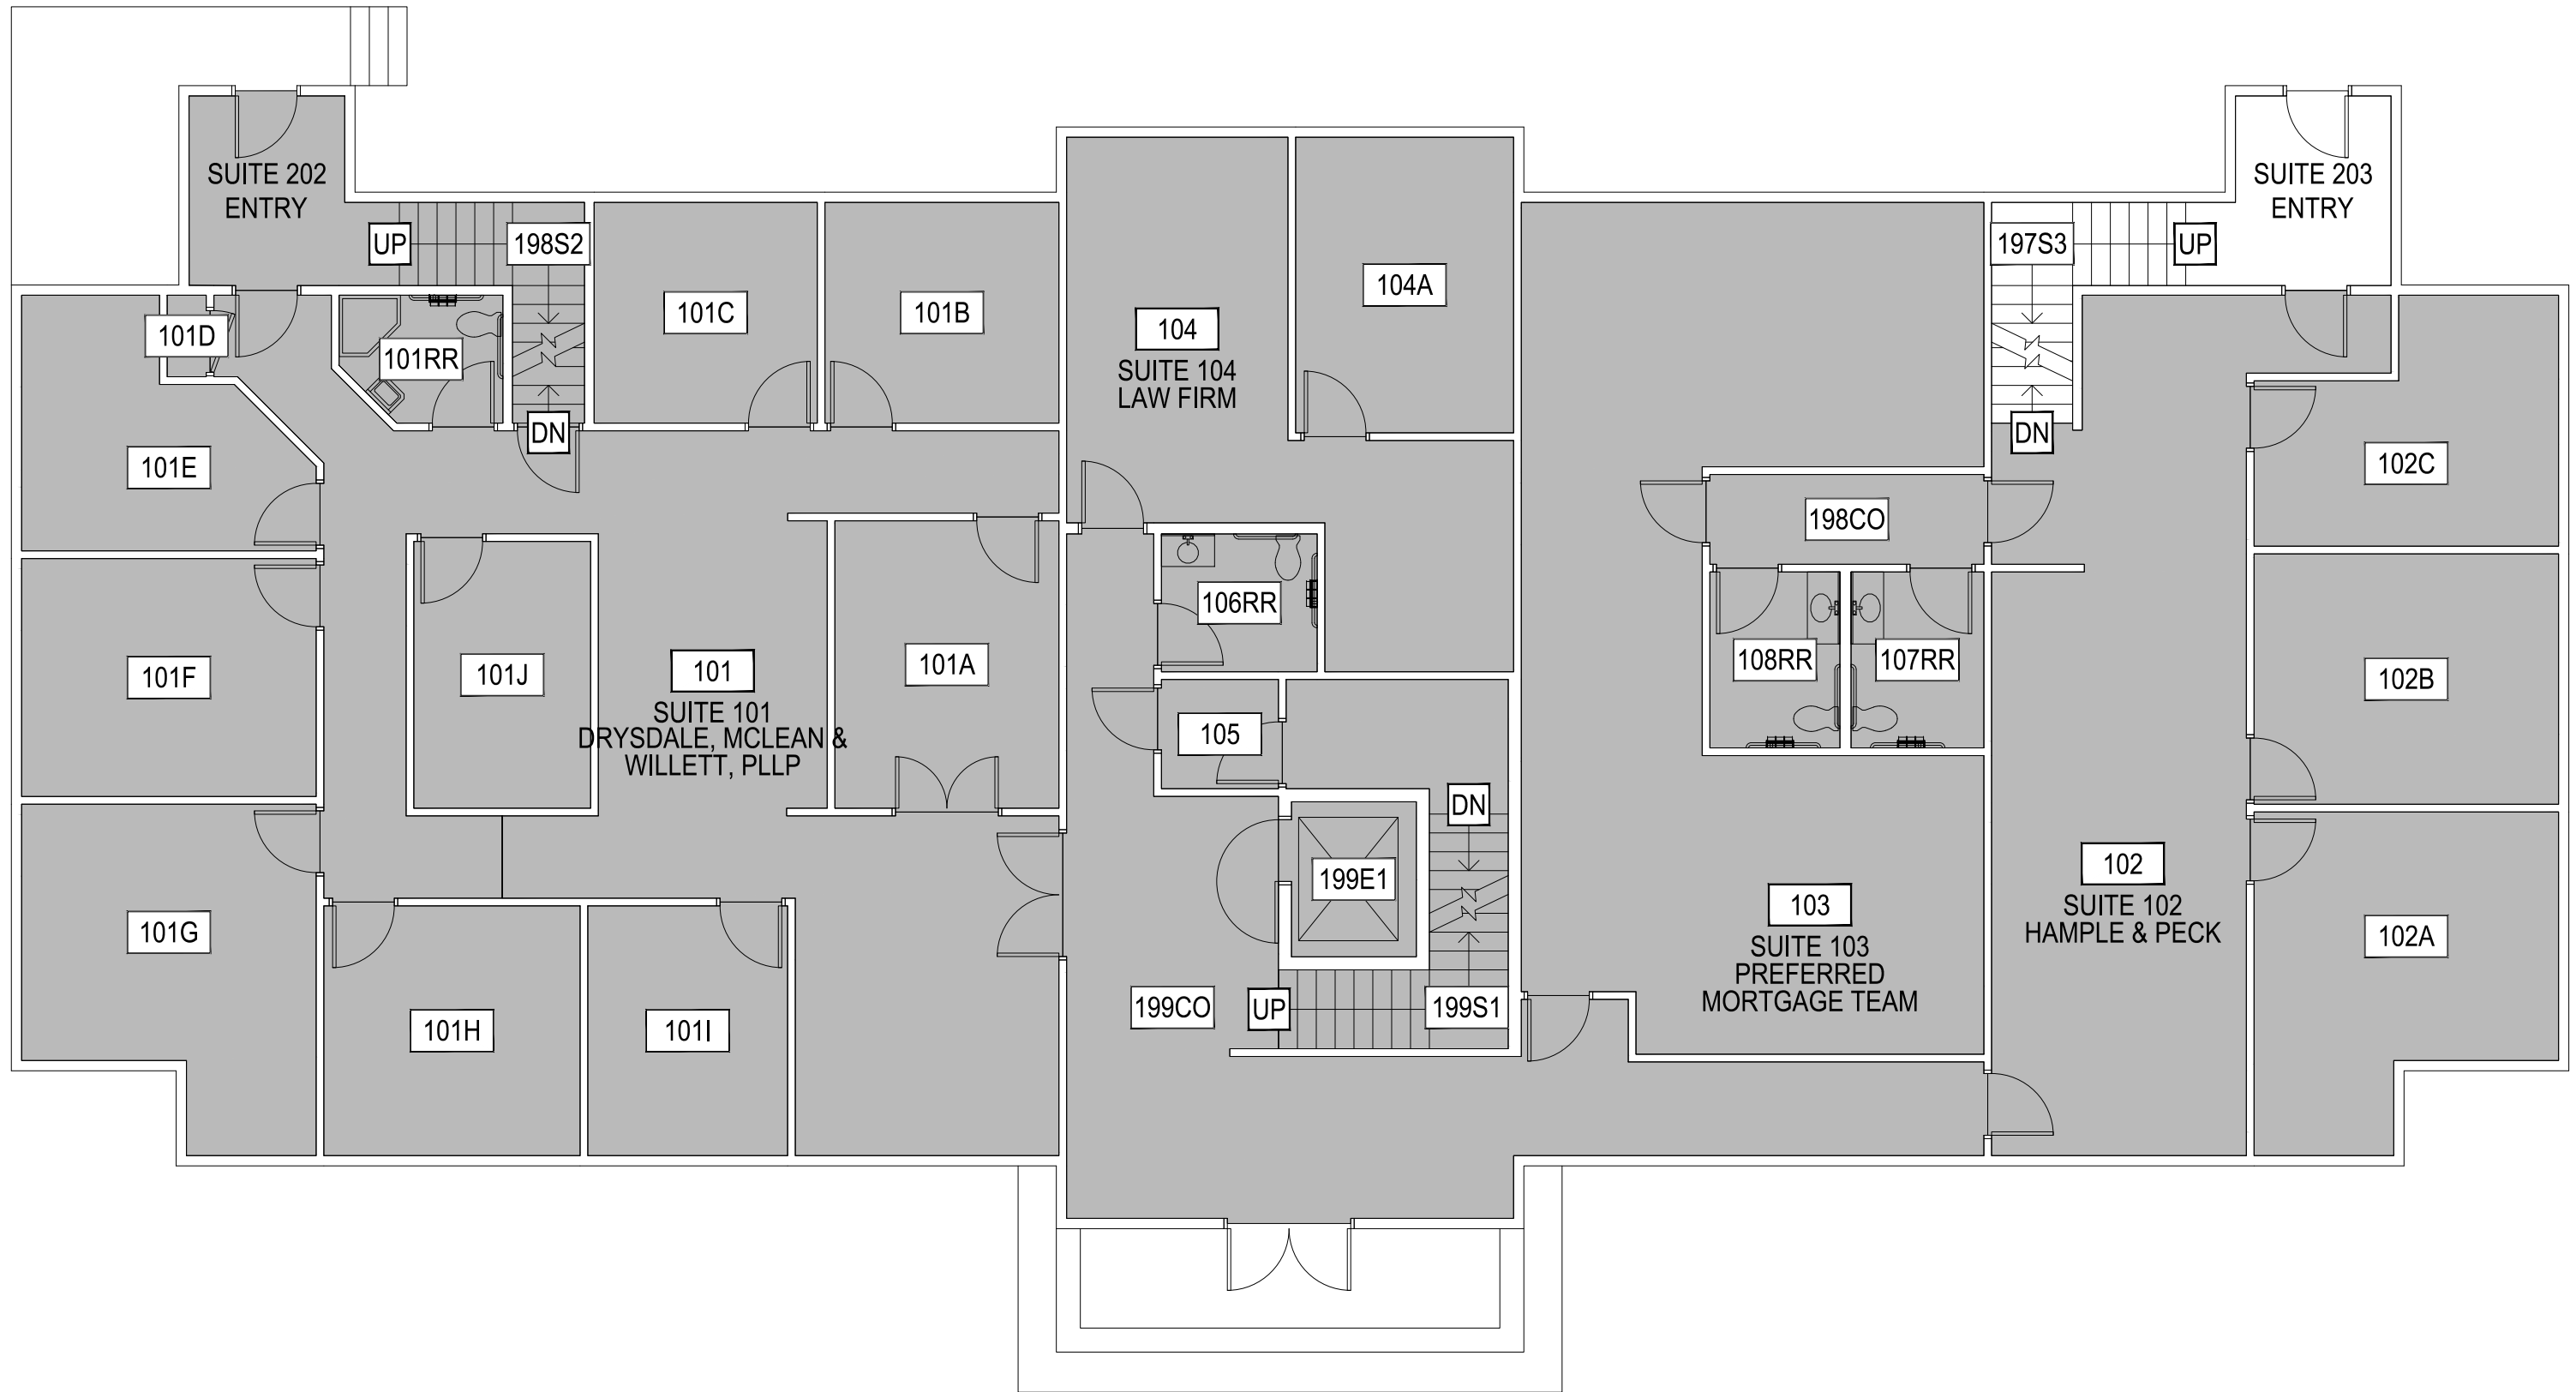 SUITE 202
ENTRY
SUITE 203
ENTRY
UP
198S2
197S3
UP
101C
101B
104A
101D
101RR
104
SUITE 104
LAW FIRM
DN
DN
101E
102C
198CO
106RR
101F
101J
101
SUITE 101
DRYSDALE, MCLEAN &
WILLETT, PLLP
101A
108RR
107RR
102B
105
DN
199E1
102
SUITE 102
HAMPLE & PECK
103
SUITE 103
PREFERRED
MORTGAGE TEAM
101G
102A
101H
101I
199CO
UP
199S1